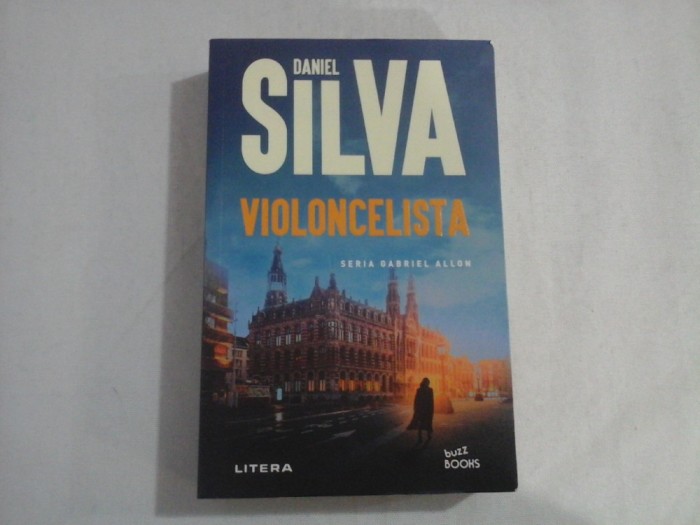 DANIEL
SILVA
VIOLONCELISTA
SERIA GABRIEL ALLON
LITERA
buzz
BOOKS